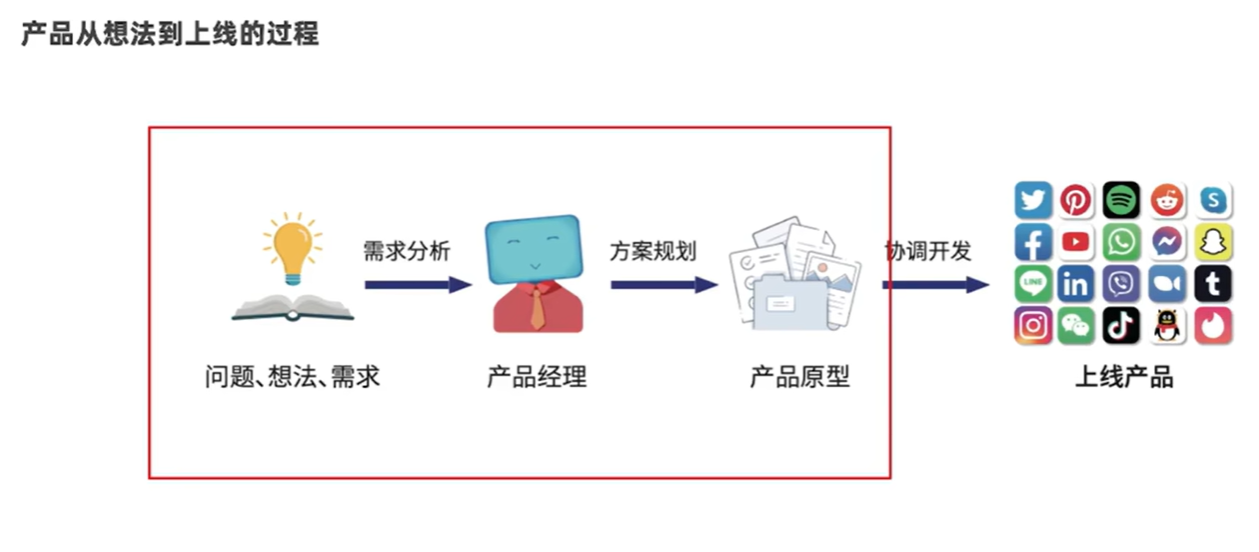 产品从想法到上线的过程
需求分析
方案规划
协调开发
LINE
问题、想法、需求
产品经理
产品原型
上线产品